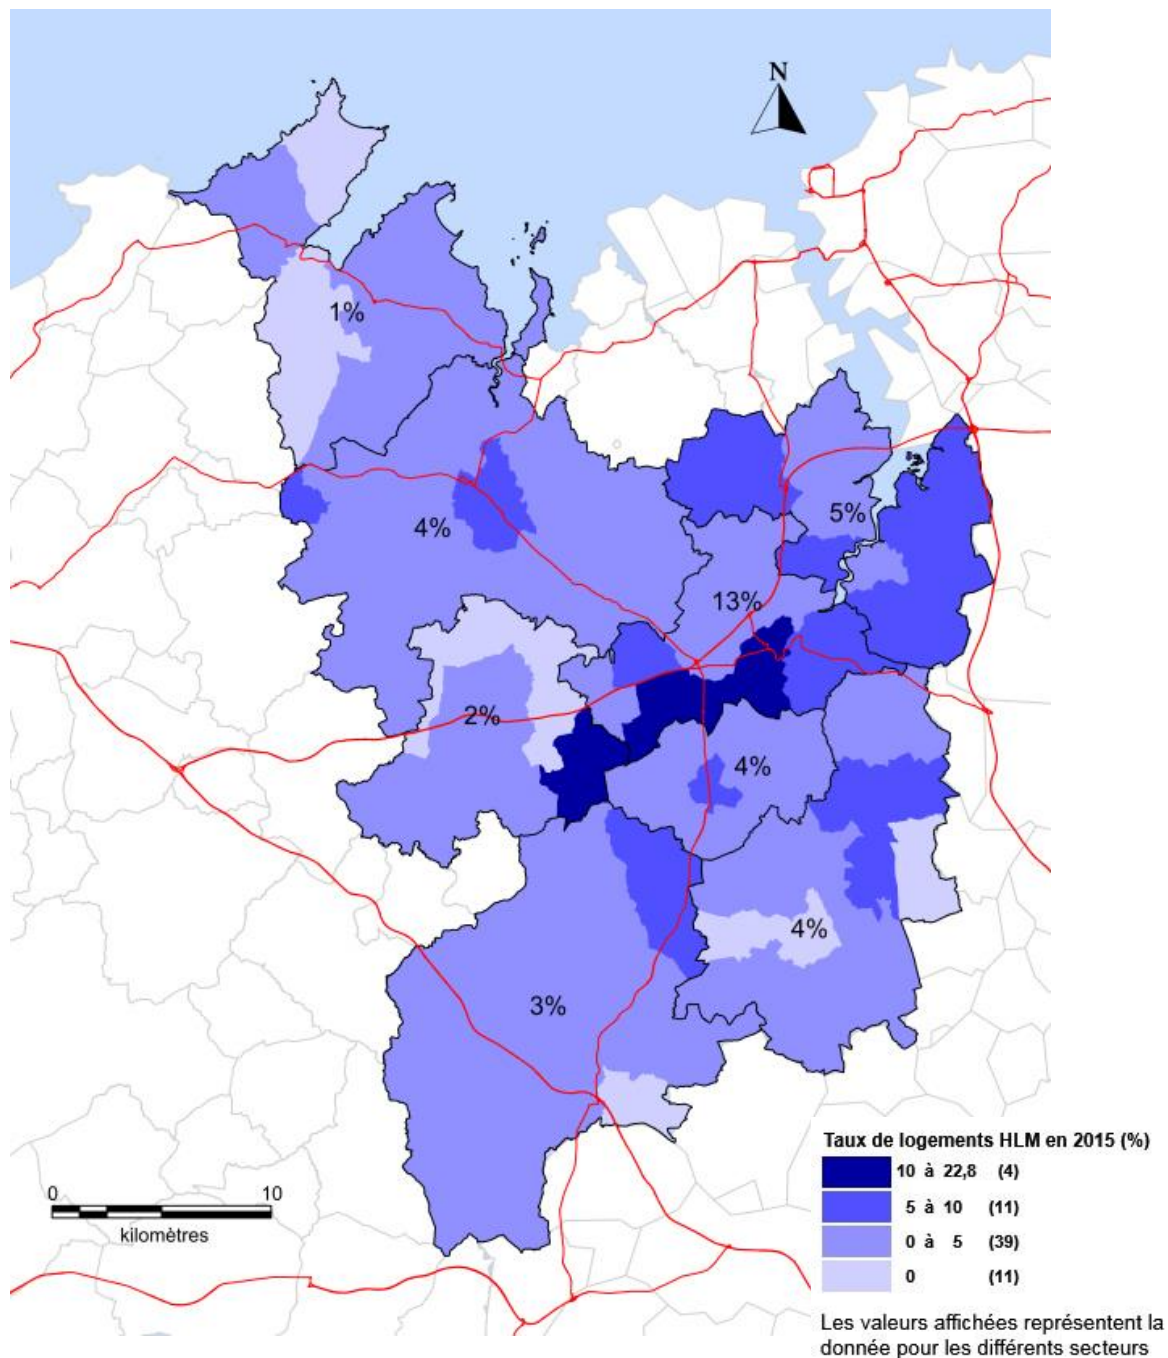 N
1%
4%
5%
13%
2%
4%
4%
3%
Taux de logements HLM en 2015 (%)
10 à 22,8 (4)
5 à 10 (11)
0 à 5 (39)
0 (11)
0 10
kilomètres
Les valeurs affichées représentent la
donnée pour les différents secteurs